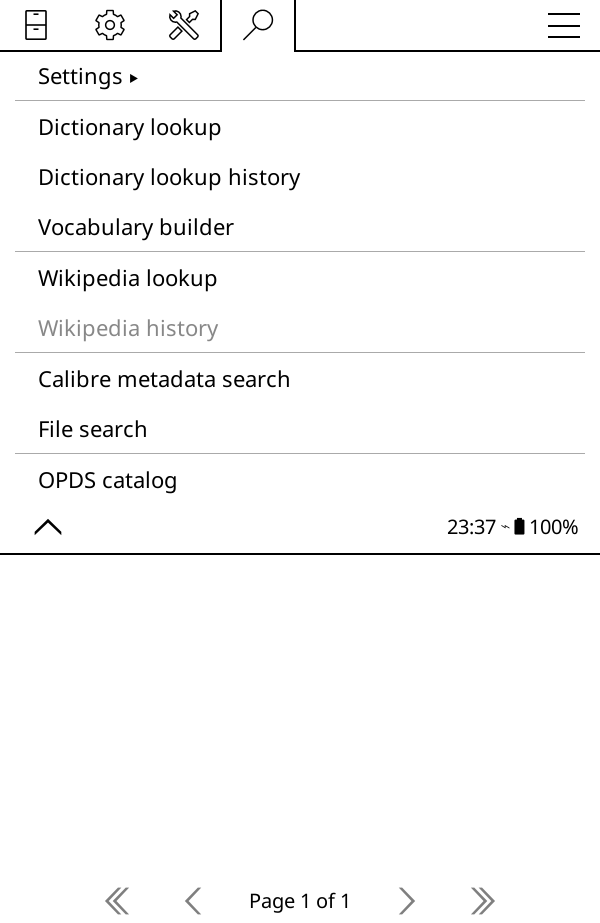 Settings ▸
Dictionary lookup
Dictionary lookup history
Vocabulary builder
Wikipedia lookup
Wikipedia history
Calibre metadata search
File search
OPDS catalog
23:37 100%
Page 1 of 1